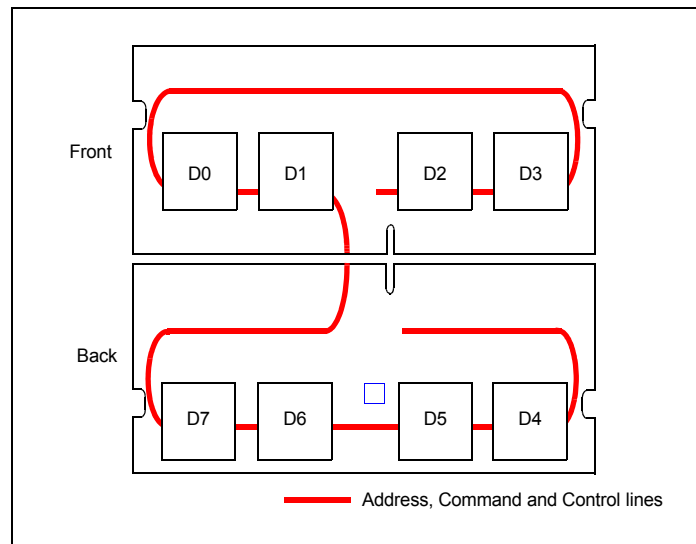 Front
D0 D1 D2 D3
Back
D7 D6 D5 D4
Address, Command and Control lines